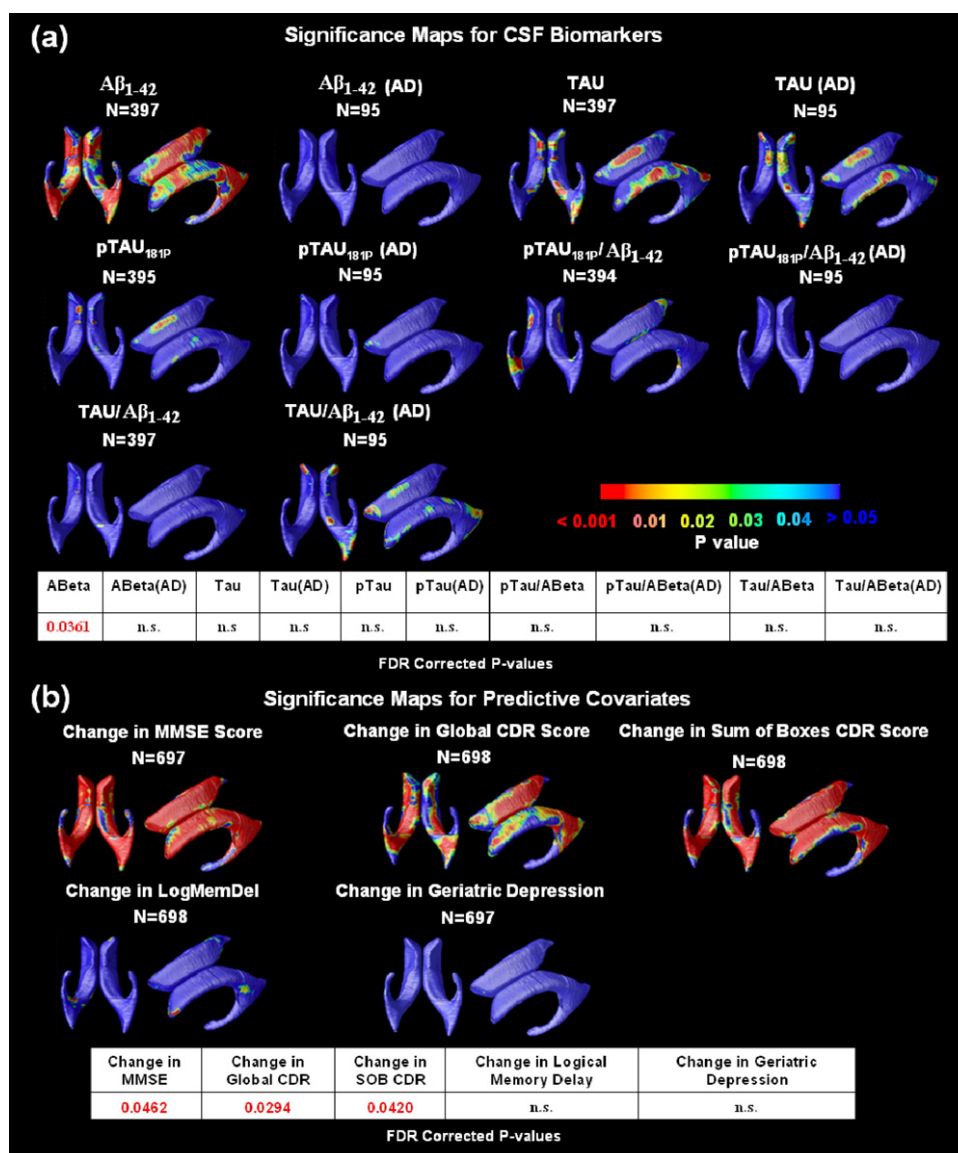 (a) Significance Maps for CSF Biomarkers
Aβ₁₋₄₂ Aβ₁₋₄₂ (AD) TAU TAU (AD)
N=397 N=95 N=397 N=95
pTAU₁₈₁P pTAU₁₈₁P (AD) pTAU₁₈₁P/Aβ₁₋₄₂ pTAU₁₈₁P/Aβ₁₋₄₂ (AD)
N=395 N=95 N=394 N=95
TAU/Aβ₁₋₄₂ TAU/Aβ₁₋₄₂ (AD)
N=397 N=95
< 0.001 0.01 0.02 0.03 0.04 > 0.05
P value
ABeta ABeta(AD) Tau Tau(AD) pTau pTau(AD) pTau/ABeta pTau/ABeta(AD) Tau/ABeta Tau/ABeta(AD)
0.0361 n.s. n.s n.s n.s. n.s. n.s. n.s. n.s. n.s.
FDR Corrected P-values
(b) Significance Maps for Predictive Covariates
Change in MMSE Score Change in Global CDR Score Change in Sum of Boxes CDR Score
N=697 N=698 N=698
Change in LogMemDel Change in Geriatric Depression
N=698 N=697
Change in Change in Change in Change in Logical Change in Geriatric
MMSE Global CDR SOB CDR Memory Delay Depression
0.0462 0.0294 0.0420 n.s. n.s.
FDR Corrected P-values